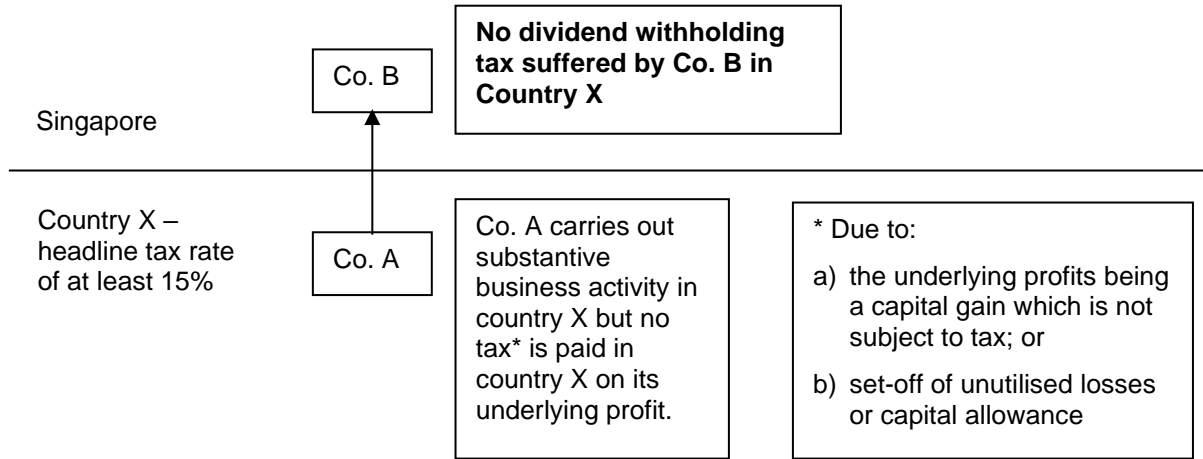 No dividend withholding
tax suffered by Co. B in
Country X
Co. B
Singapore
Country X –
headline tax rate
of at least 15%
Co. A
Co. A carries out
substantive
business activity in
country X but no
tax* is paid in
country X on its
underlying profit.
* Due to:
a) the underlying profits being
a capital gain which is not
subject to tax; or
b) set-off of unutilised losses
or capital allowance